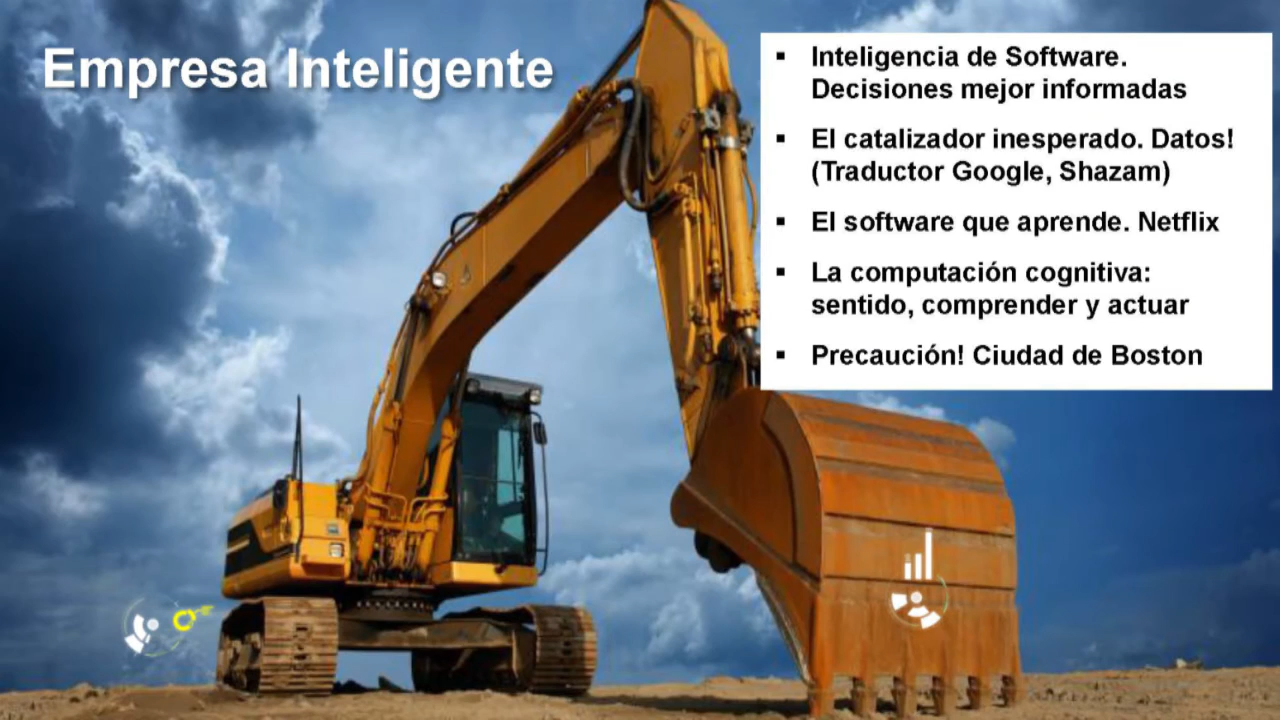 Empresa Inteligente
▪ Inteligencia de Software.
Decisiones mejor informadas
▪ El catalizador inesperado. Datos!
(Traductor Google, Shazam)
▪ El software que aprende. Netflix
▪ La computación cognitiva:
sentido, comprender y actuar
▪ Precaución! Ciudad de Boston